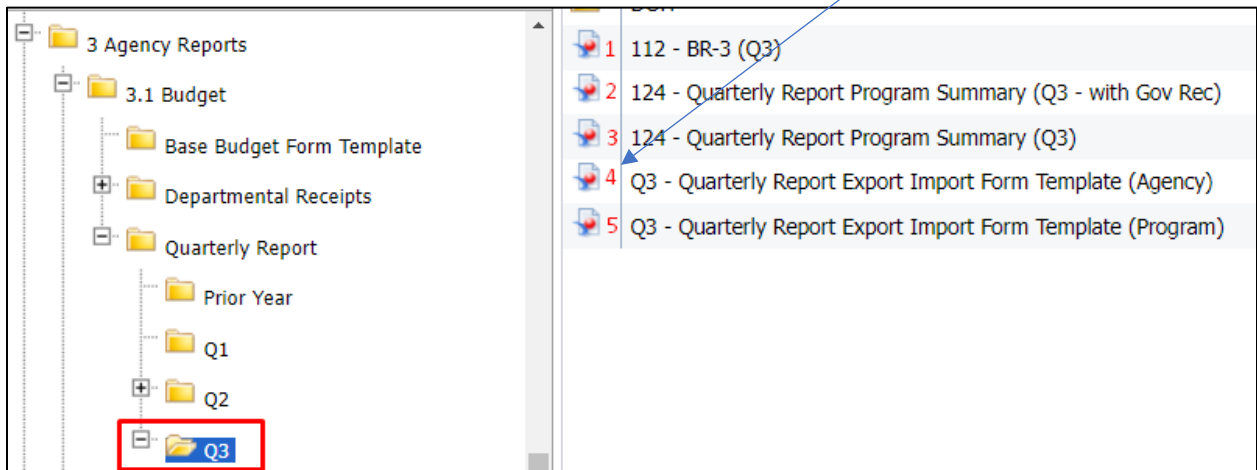 3 Agency Reports
3.1 Budget
Base Budget Form Template
Departmental Receipts
Quarterly Report
Prior Year
Q1
Q2
Q3
1 112 - BR-3 (Q3)
2 124 - Quarterly Report Program Summary (Q3 - with Gov Rec)
3 124 - Quarterly Report Program Summary (Q3)
4 Q3 - Quarterly Report Export Import Form Template (Agency)
5 Q3 - Quarterly Report Export Import Form Template (Program)